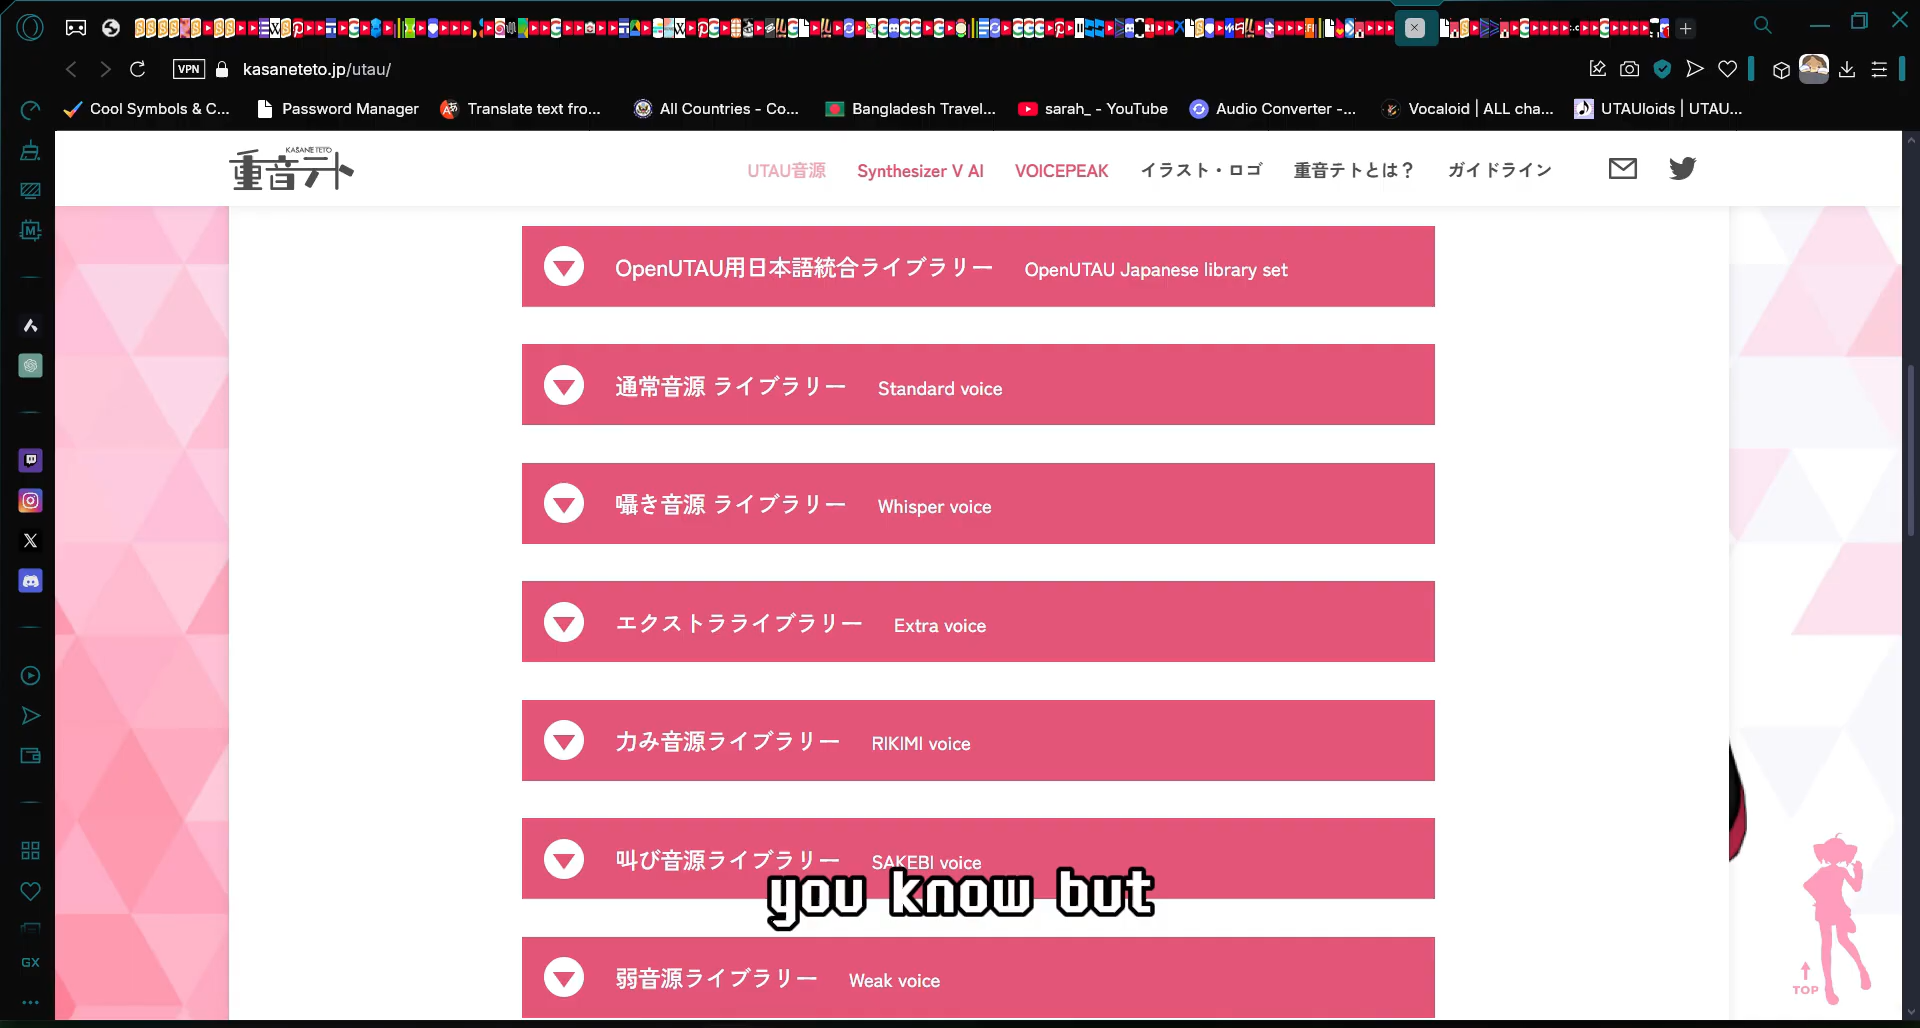 VPN
kasaneteto.jp/utau/
Cool Symbols & C...
Password Manager
Translate text fro...
All Countries - Co...
Bangladesh Travel...
sarah_ - YouTube
Audio Converter -...
Vocaloid | ALL cha...
UTAUloids | UTAU...
KASANE TETO
重音テト
UTAU音源
Synthesizer V AI
VOICEPEAK
イラスト・ロゴ
重音テトとは？
ガイドライン
OpenUTAU用日本語統合ライブラリー OpenUTAU Japanese library set
通常音源 ライブラリー Standard voice
囁き音源 ライブラリー Whisper voice
エクストラライブラリー Extra voice
力み音源ライブラリー RIKIMI voice
叫び音源ライブラリー SAKEBI voice
you know but
弱音源ライブラリー Weak voice
TOP
GX